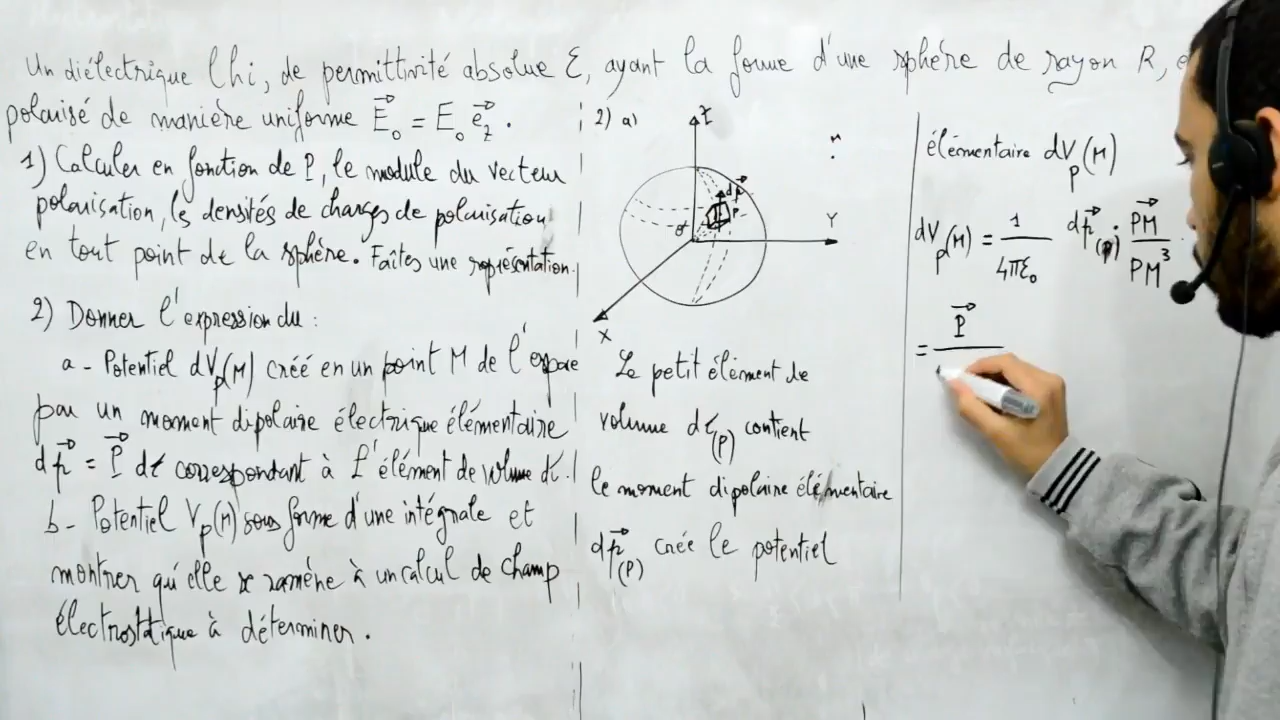 Un diélectrique lhi, de permittivité absolue ε, ayant la forme d'une sphère de rayon R, e
polarisé de manière uniforme E⃗₀ = E₀ e⃗z .
1) Calculer en fonction de P, le module du vecteur
polarisation, les densités de charges de polarisation
en tout point de la sphère. Faîtes une représentation.
2) Donner l'expression du :
a - Potentiel dVp(M) créé en un point M de l'espace
par un moment dipolaire électrique élémentaire
dp⃗ = P⃗ dτ correspondant à l'élément de volume dτ.
b - Potentiel Vp(M) sous forme d'une intégrale et
montrer qu'elle se ramène à un calcul de champ
électrostatique à déterminer.
2) a)
Z
M
dp⃗
P
O
Y
X
Le petit élément de
volume dτ(P) contient
le moment dipolaire élémentaire
dp⃗(P) crée le potentiel
élémentaire dVp(M)
dVp(M) = 1/4πε₀ dp⃗(P) · PM⃗/PM³
= P⃗